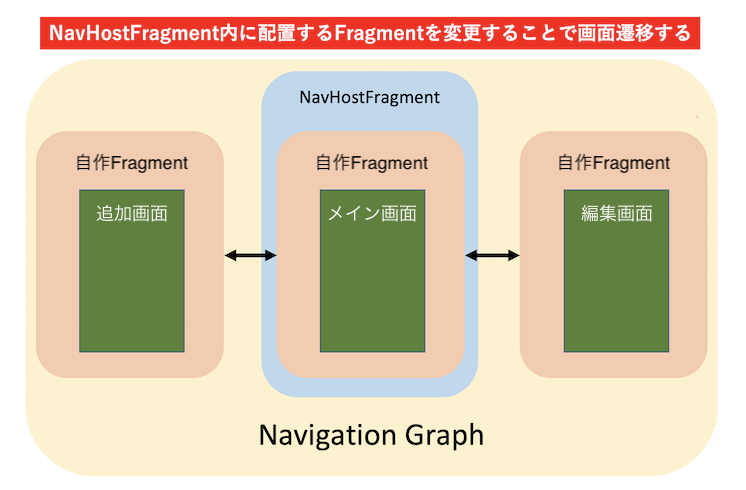 NavHostFragment内に配置するFragmentを変更することで画面遷移する
NavHostFragment
自作Fragment
自作Fragment
自作Fragment
追加画面
メイン画面
編集画面
Navigation Graph